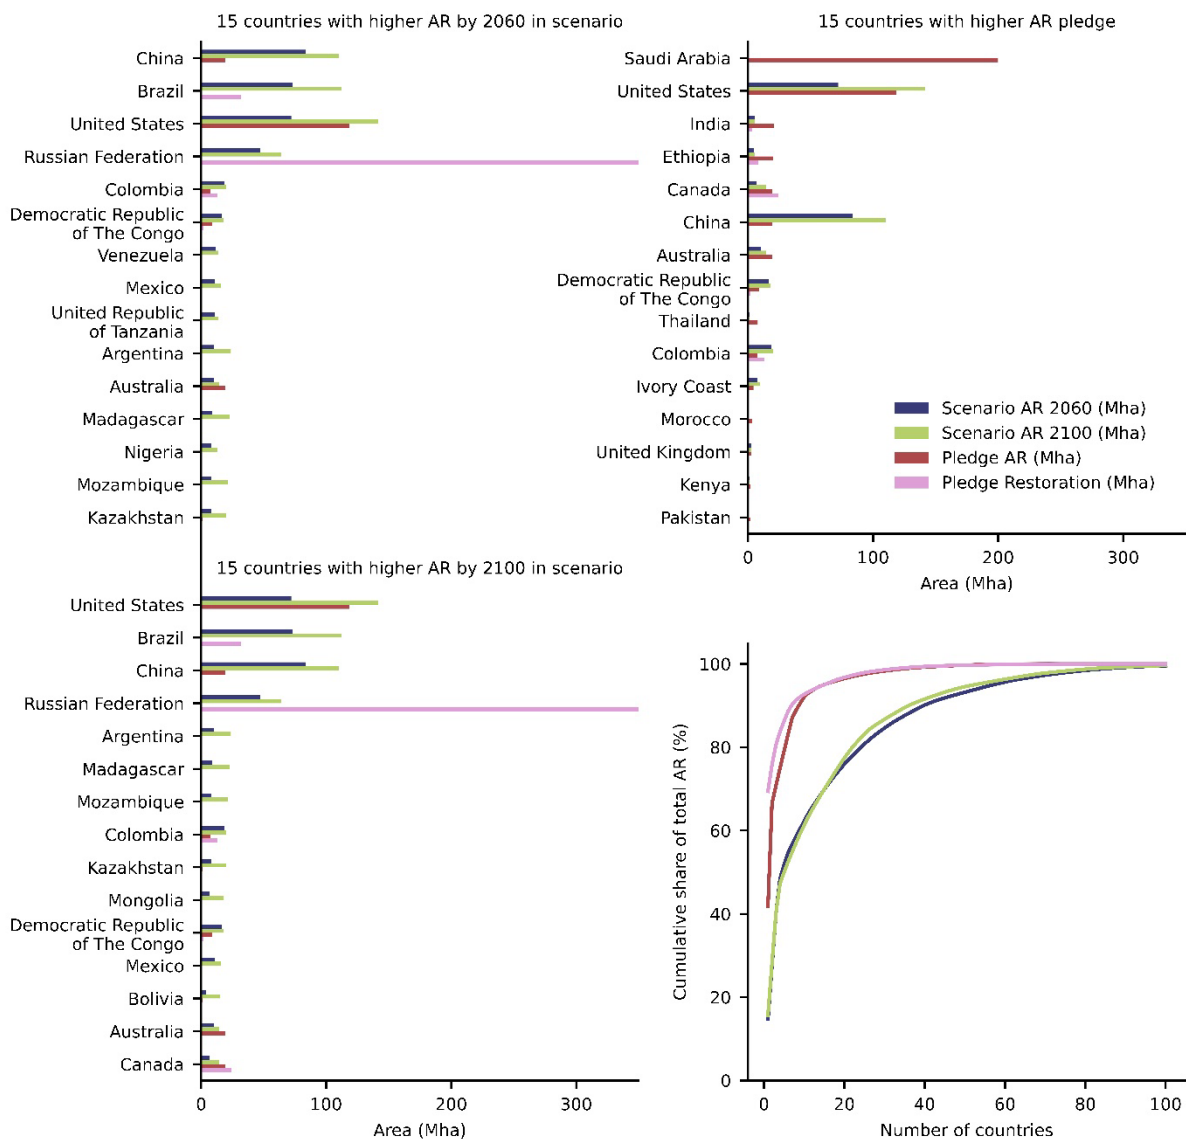 15 countries with higher AR by 2060 in scenario
China
Brazil
United States
Russian Federation
Colombia
Democratic Republic
of The Congo
Venezuela
Mexico
United Republic
of Tanzania
Argentina
Australia
Madagascar
Nigeria
Mozambique
Kazakhstan
15 countries with higher AR pledge
Saudi Arabia
United States
India
Ethiopia
Canada
China
Australia
Democratic Republic
of The Congo
Thailand
Colombia
Ivory Coast
Morocco
United Kingdom
Kenya
Pakistan
Scenario AR 2060 (Mha)
Scenario AR 2100 (Mha)
Pledge AR (Mha)
Pledge Restoration (Mha)
0 100 200 300
Area (Mha)
15 countries with higher AR by 2100 in scenario
United States
Brazil
China
Russian Federation
Argentina
Madagascar
Mozambique
Colombia
Kazakhstan
Mongolia
Democratic Republic
of The Congo
Mexico
Bolivia
Australia
Canada
0 100 200 300
Area (Mha)
Cumulative share of total AR (%)
100
80
60
40
20
0
0 20 40 60 80 100
Number of countries